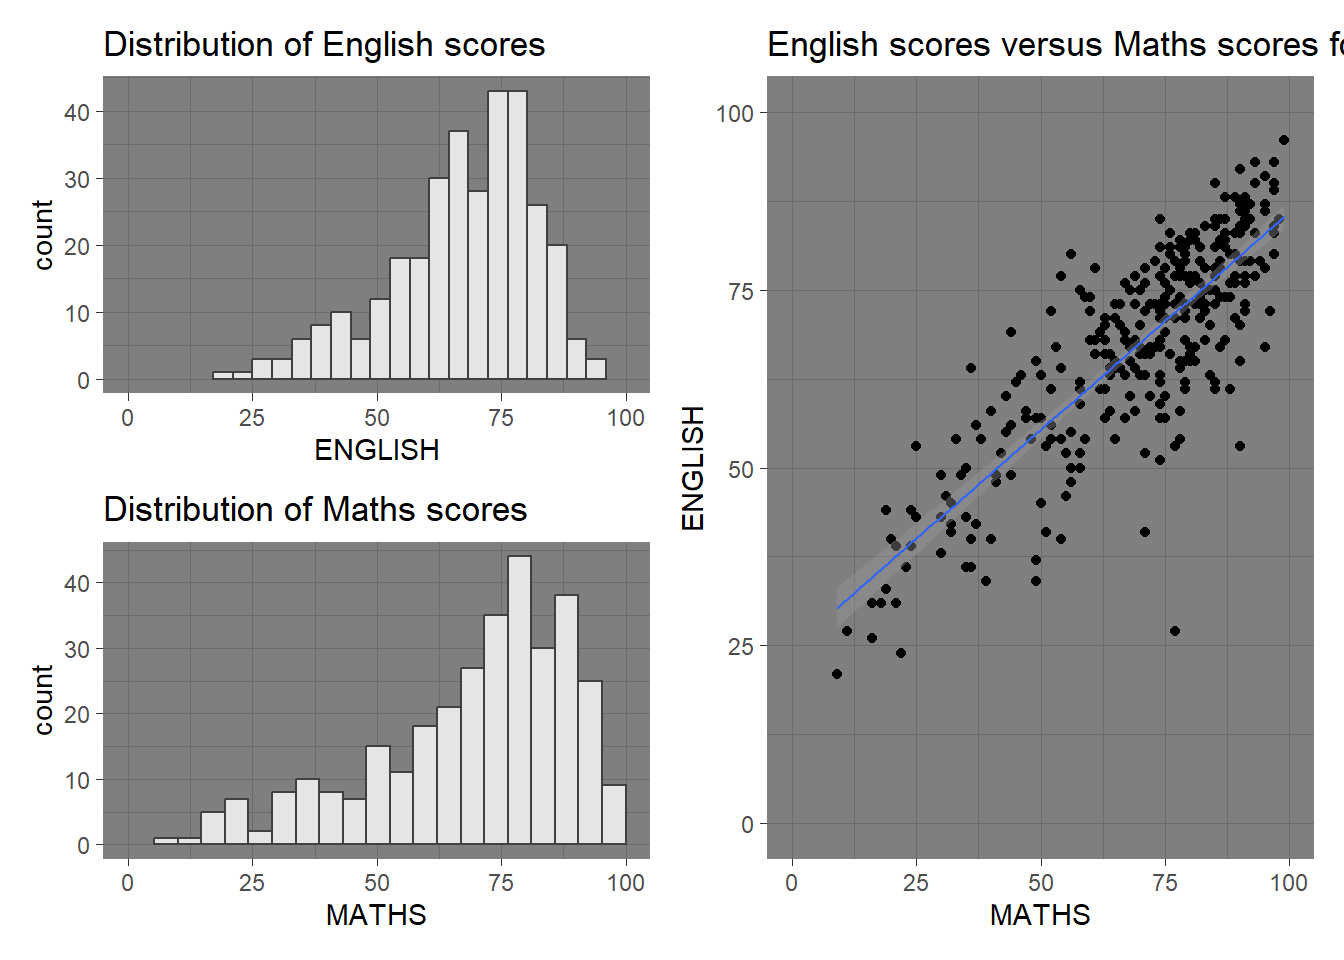 Distribution of English scores
count
40
30
20
10
0
0 25 50 75 100
ENGLISH
Distribution of Maths scores
count
40
30
20
10
0
0 25 50 75 100
MATHS
English scores versus Maths scores
ENGLISH
100
75
50
25
0
0 25 50 75 100
MATHS